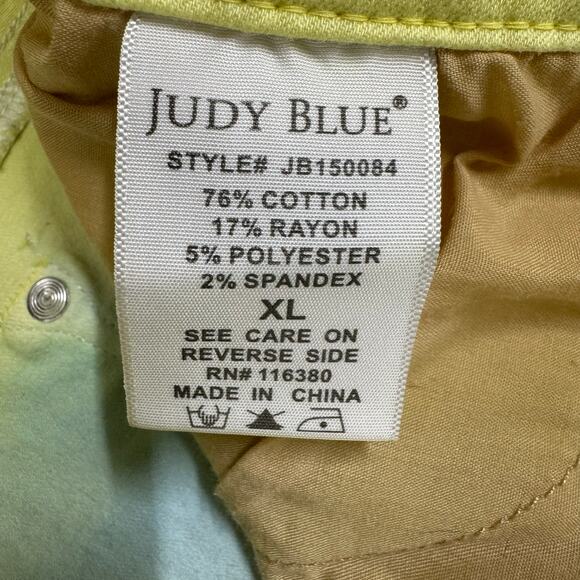 JUDY BLUE®
STYLE# JB150084
76% COTTON
17% RAYON
5% POLYESTER
2% SPANDEX
XL
SEE CARE ON
REVERSE SIDE
RN# 116380
MADE IN CHINA